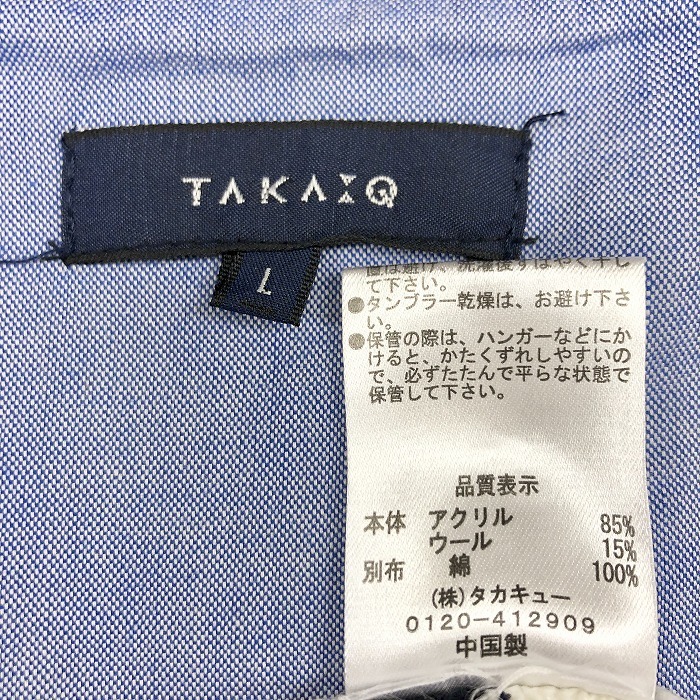 TAKA:Q
L
て下さい。
●タンブラー乾燥は、お避け下さ
い。
●保管の際は、ハンガーなどにか
けると、かたくずれしやすいの
で、必ずたたんで平らな状態で
保管して下さい。
品質表示
本体 アクリル 85%
ウール 15%
別布 綿 100%
(株)タカキュー
0120-412909
中国製